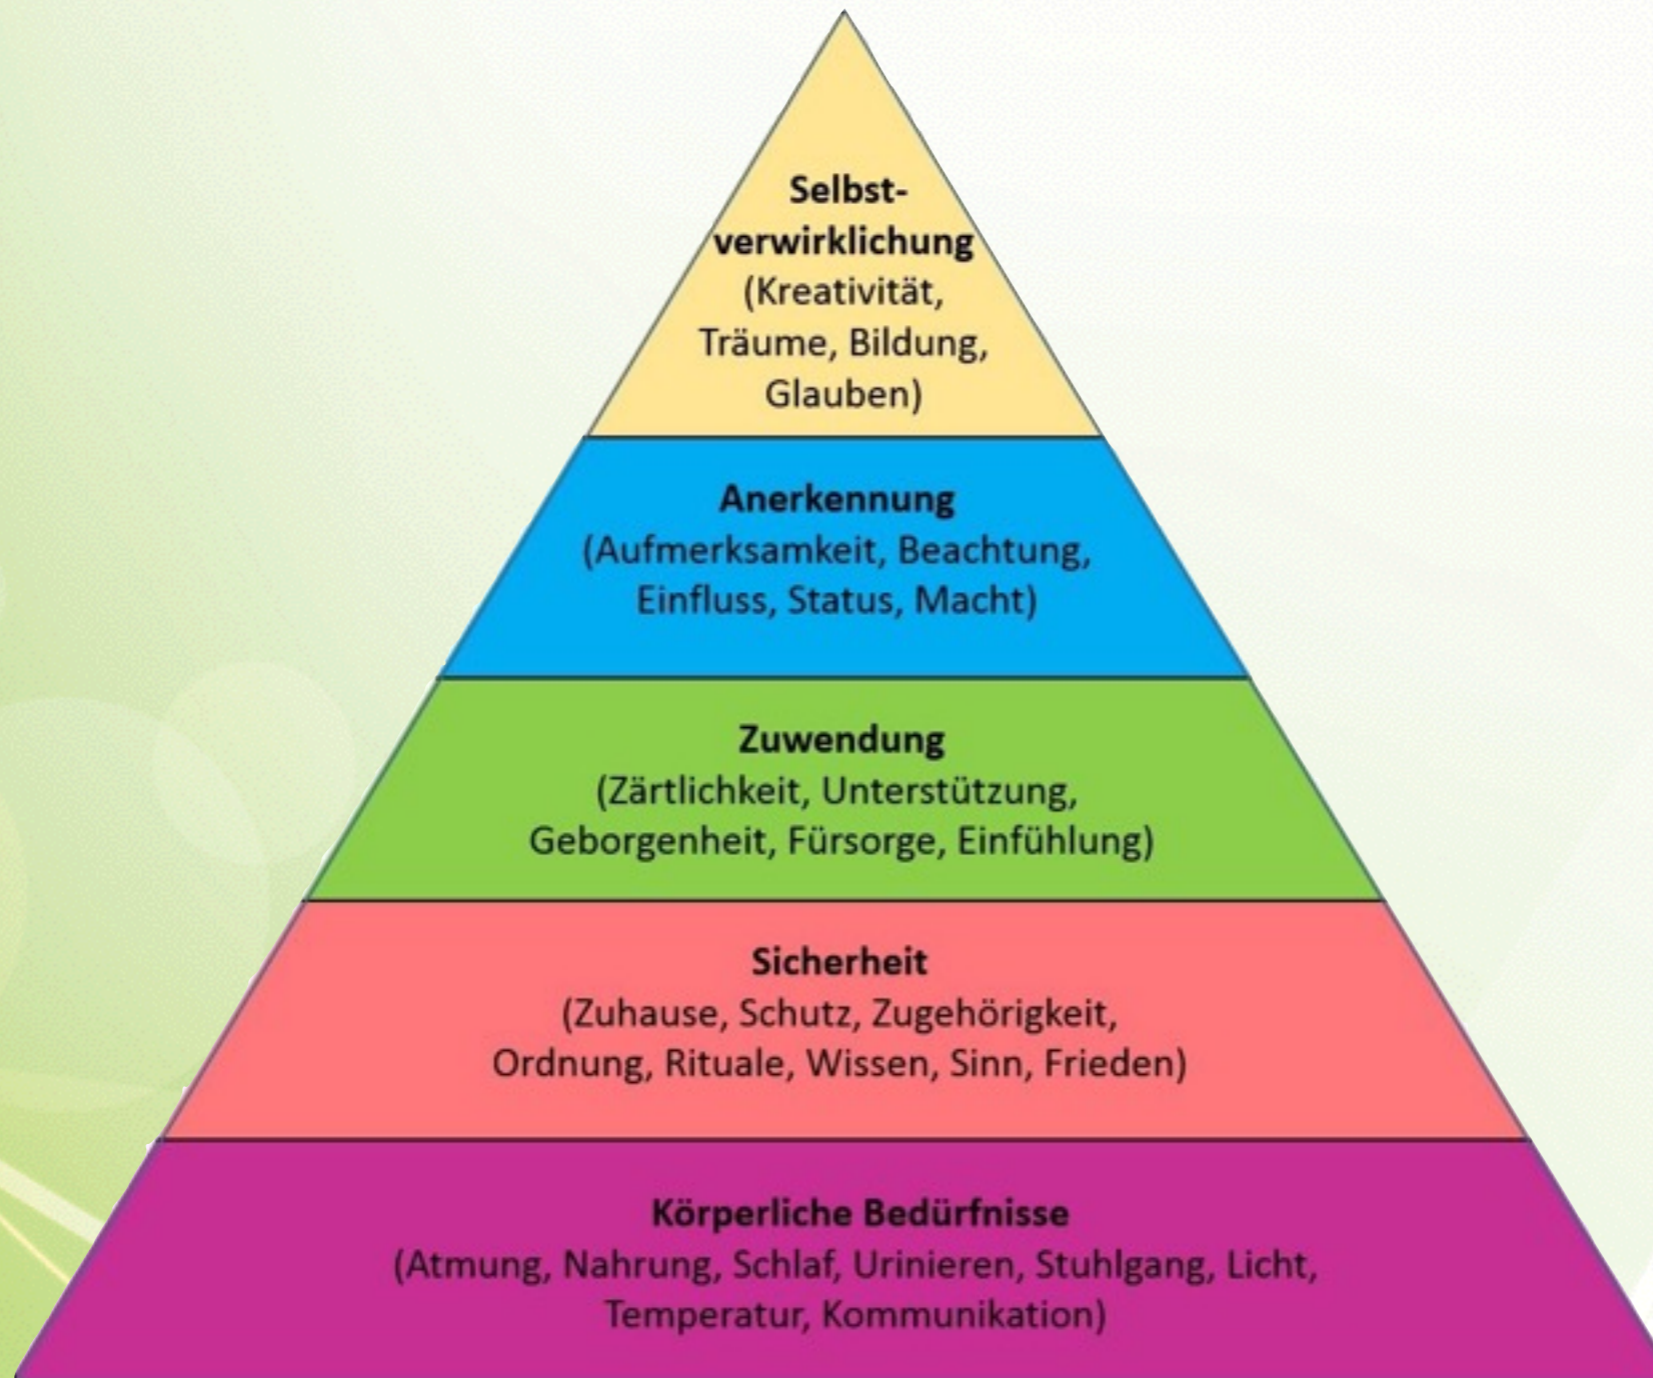 Selbst-
verwirklichung
(Kreativität,
Träume, Bildung,
Glauben)
Anerkennung
(Aufmerksamkeit, Beachtung,
Einfluss, Status, Macht)
Zuwendung
(Zärtlichkeit, Unterstützung,
Geborgenheit, Fürsorge, Einfühlung)
Sicherheit
(Zuhause, Schutz, Zugehörigkeit,
Ordnung, Rituale, Wissen, Sinn, Frieden)
Körperliche Bedürfnisse
(Atmung, Nahrung, Schlaf, Urinieren, Stuhlgang, Licht,
Temperatur, Kommunikation)